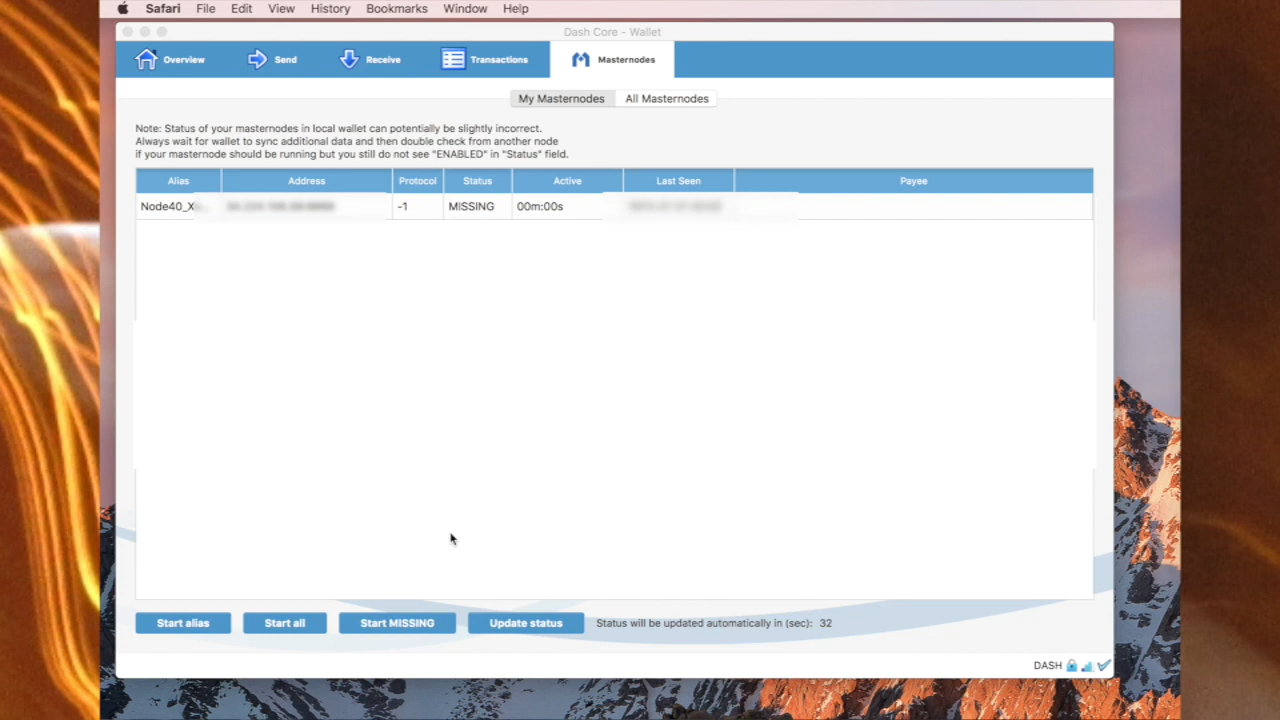 Safari File Edit View History Bookmarks Window Help
Dash Core - Wallet
Overview Send Receive Transactions Masternodes
My Masternodes All Masternodes
Note: Status of your masternodes in local wallet can potentially be slightly incorrect.
Always wait for wallet to sync additional data and then double check from another node
if your masternode should be running but you still do not see "ENABLED" in "Status" field.
Alias Address Protocol Status Active Last Seen Payee
Node40_X -1 MISSING 00m:00s
Start alias Start all Start MISSING Update status Status will be updated automatically in (sec): 32
DASH